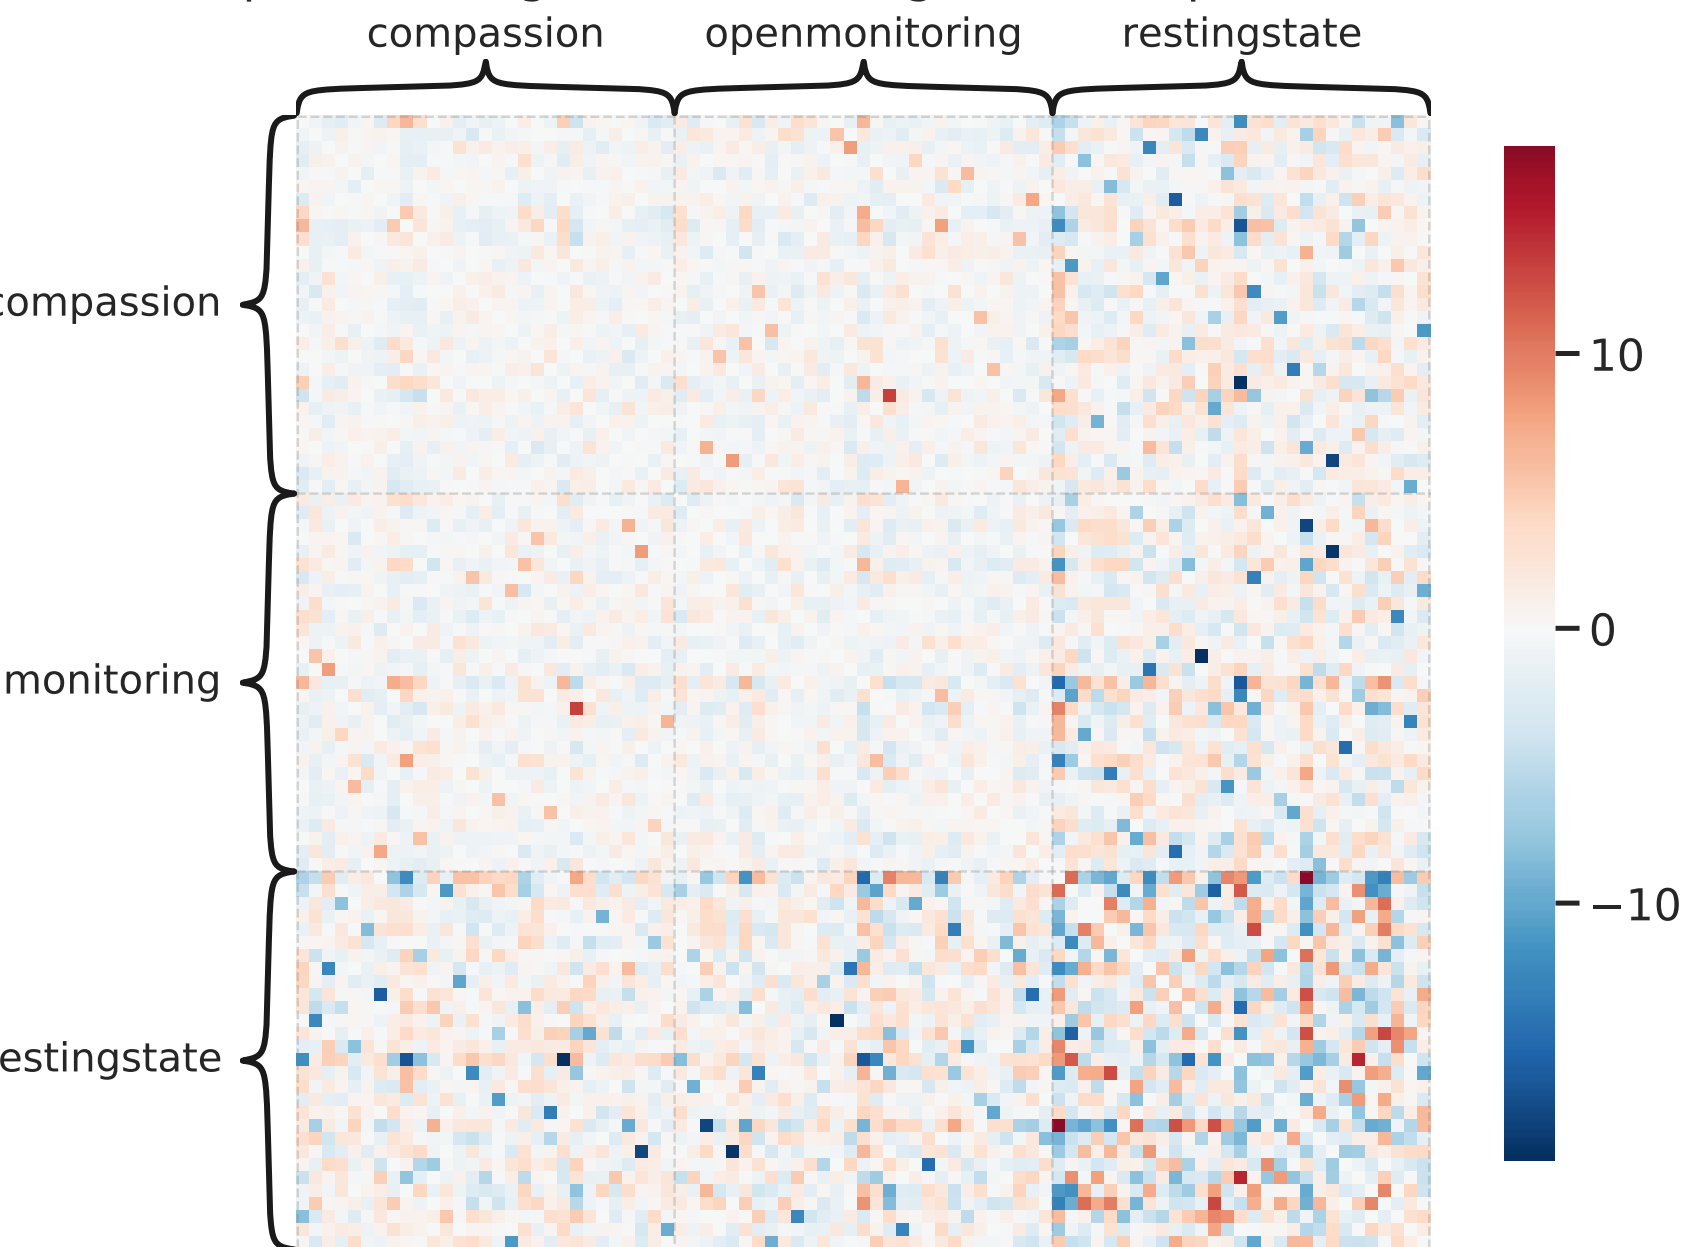 compassion openmonitoring restingstate
compassion
monitoring
estingstate
10
0
−10